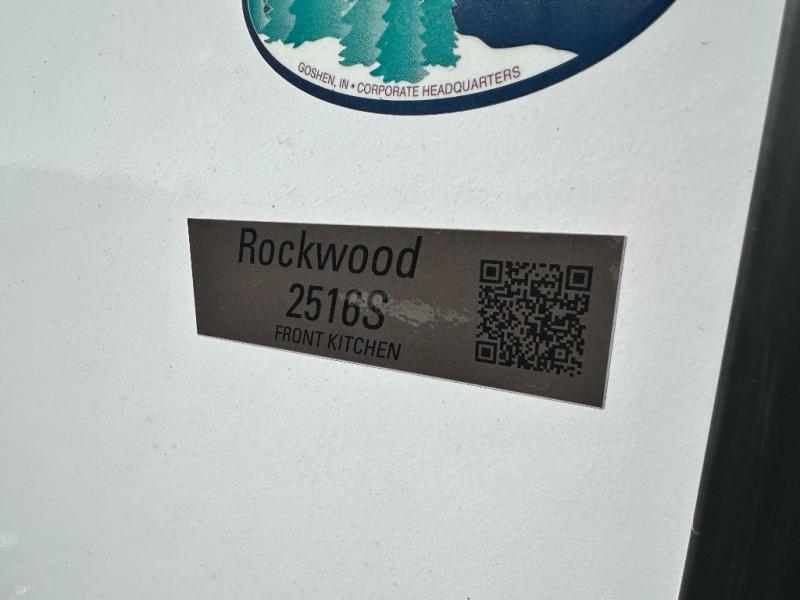 GOSHEN, IN • CORPORATE HEADQUARTERS
Rockwood
2516S
FRONT KITCHEN